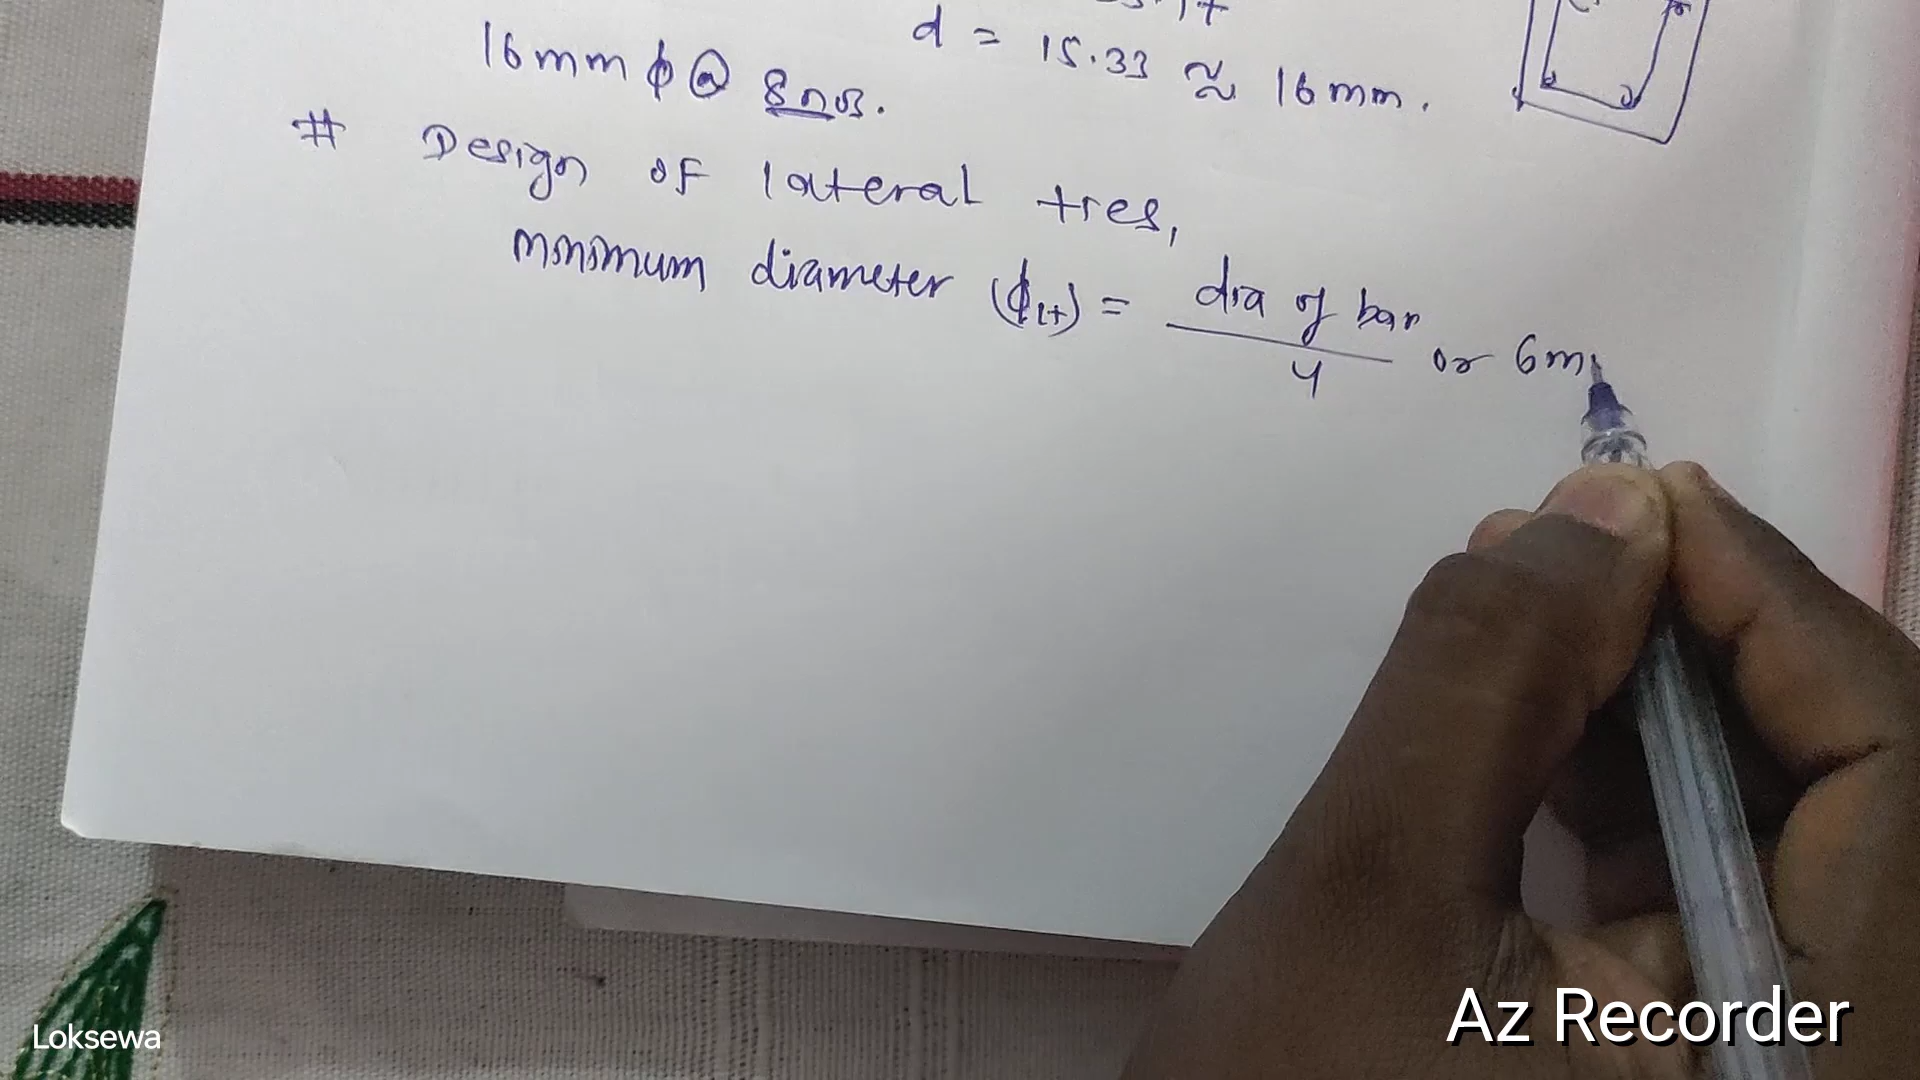 d = 15.33 ≈ 16mm.
16mm ϕ @ 8nos.
# Design of lateral ties,
minimum diameter (ϕlt) = dia of bar / 4 or 6m
Loksewa
Az Recorder